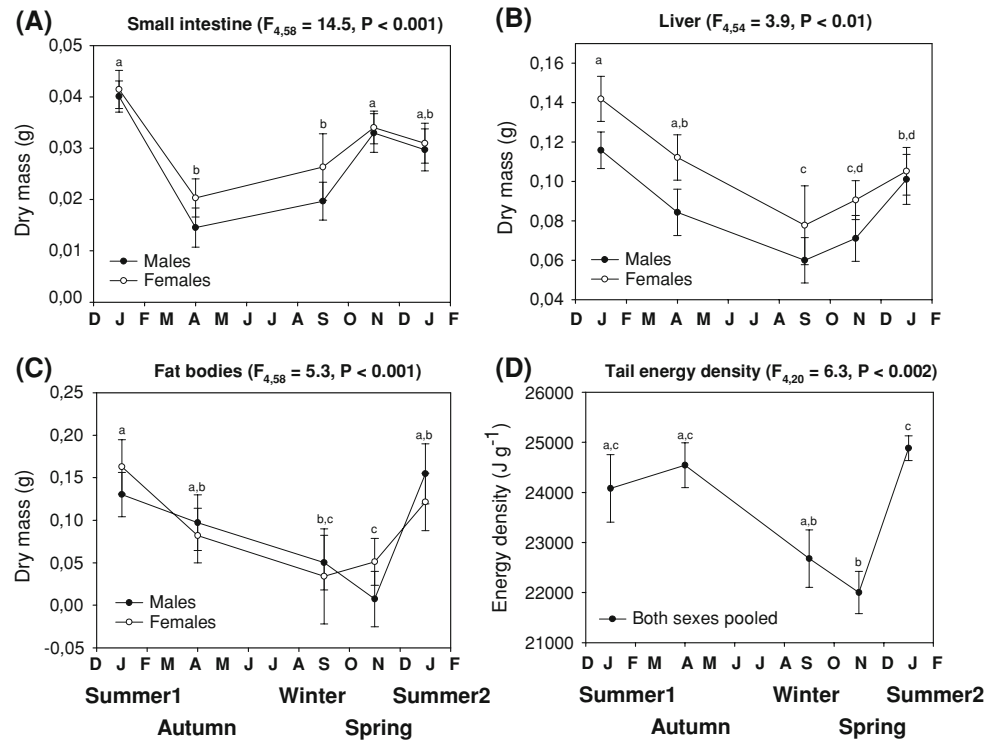 (A) Small intestine (F4,58 = 14.5, P < 0.001)
Dry mass (g)
0,05
0,04
0,03
0,02
0,01
0,00
a
b
b
a
a,b
Males
Females
D J F M A M J J A S O N D J F
(B) Liver (F4,54 = 3.9, P < 0.01)
Dry mass (g)
0,16
0,14
0,12
0,10
0,08
0,06
0,04
a
a,b
c
c,d
b,d
Males
Females
D J F M A M J J A S O N D J F
(C) Fat bodies (F4,58 = 5.3, P < 0.001)
Dry mass (g)
0,25
0,20
0,15
0,10
0,05
0,00
-0,05
a
a,b
b,c
c
a,b
Males
Females
D J F M A M J J A S O N D J F
Summer1 Winter Summer2
Autumn Spring
(D) Tail energy density (F4,20 = 6.3, P < 0.002)
Energy density (J g-1)
26000
25000
24000
23000
22000
21000
a,c
a,c
a,b
b
c
Both sexes pooled
D J F M A M J J A S O N D J F
Summer1 Winter Summer2
Autumn Spring